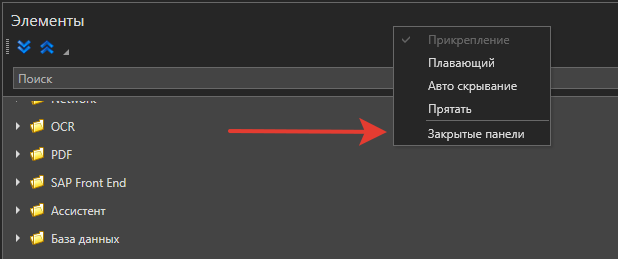 Элементы
Прикрепление
Плавающий
Авто скрывание
Прятать
Закрытые панели
Поиск
Network
OCR
PDF
SAP Front End
Ассистент
База данных